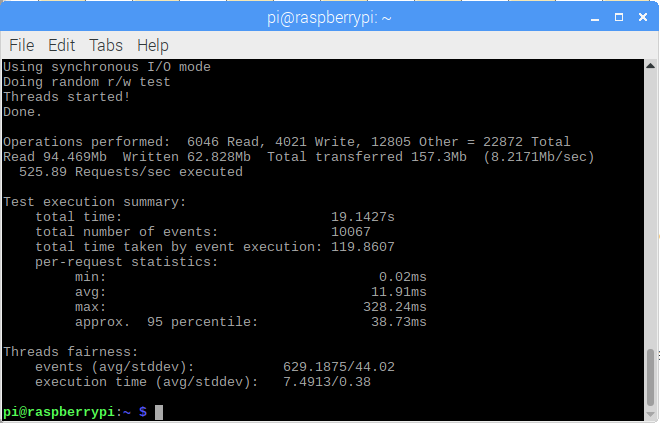 pi@raspberrypi: ~
File Edit Tabs Help
Using synchronous I/O mode
Doing random r/w test
Threads started!
Done.
Operations performed:  6046 Read, 4021 Write, 12805 Other = 22872 Total
Read 94.469Mb  Written 62.828Mb  Total transferred 157.3Mb  (8.2171Mb/sec)
  525.89 Requests/sec executed
Test execution summary:
    total time:                          19.1427s
    total number of events:              10067
    total time taken by event execution: 119.8607
    per-request statistics:
         min:                                  0.02ms
         avg:                                 11.91ms
         max:                                328.24ms
         approx.  95 percentile:              38.73ms
Threads fairness:
    events (avg/stddev):           629.1875/44.02
    execution time (avg/stddev):   7.4913/0.38
pi@raspberrypi:~ $